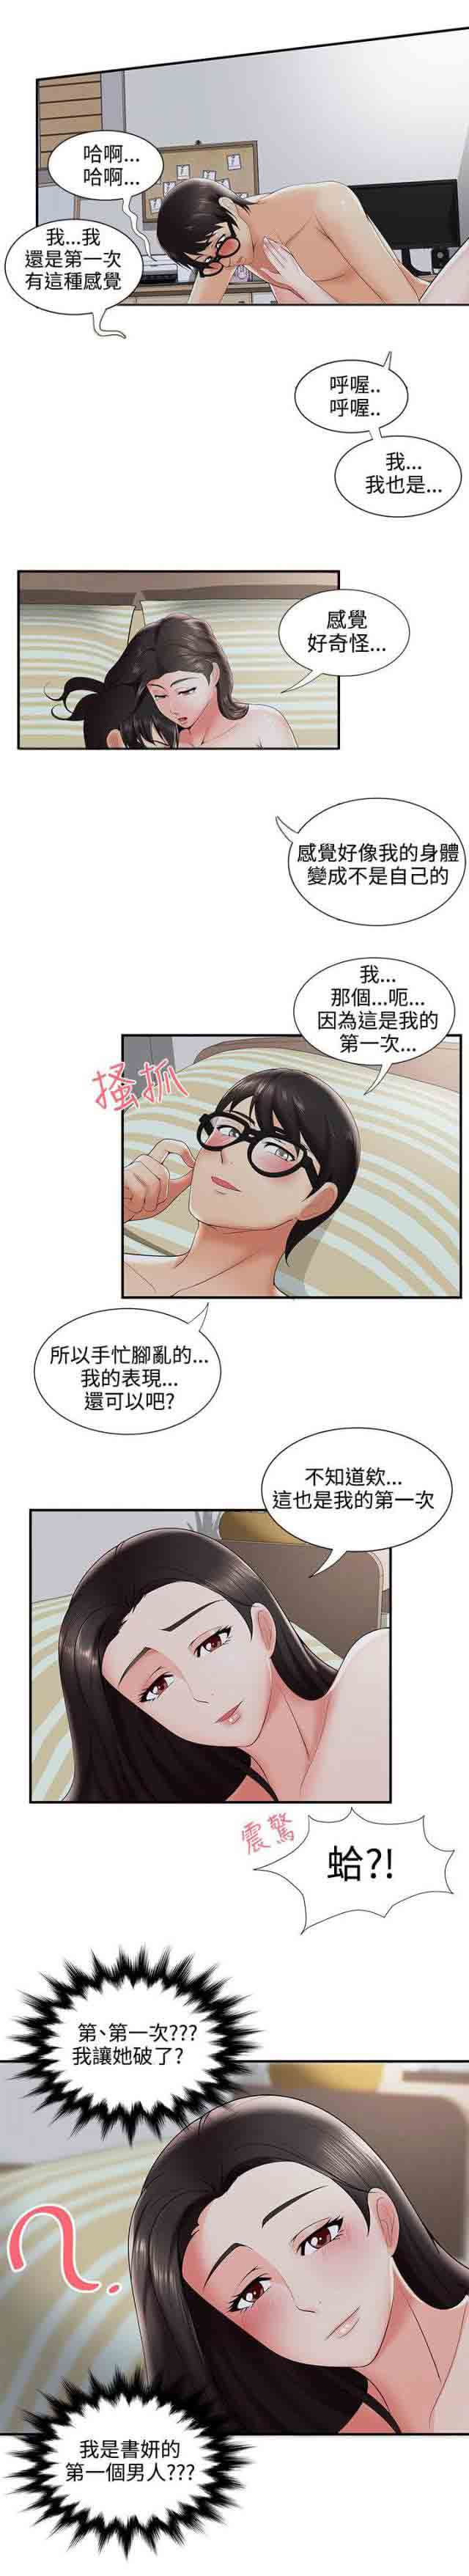 哈啊...
哈啊...
我...我
還是第一次
有這種感覺
呼喔..
呼喔..
我...
我也是...
感覺
好奇怪...
感覺好像我的身體
變成不是自己的
我...
那個...呃...
因為這是我的
第一次...
搔抓
所以手忙腳亂的...
我的表現...
還可以吧?
不知道欸...
這也是我的第一次
震驚
蛤?!
第、第一次???
我讓她破了?
?
我是書妍的
第一個男人???